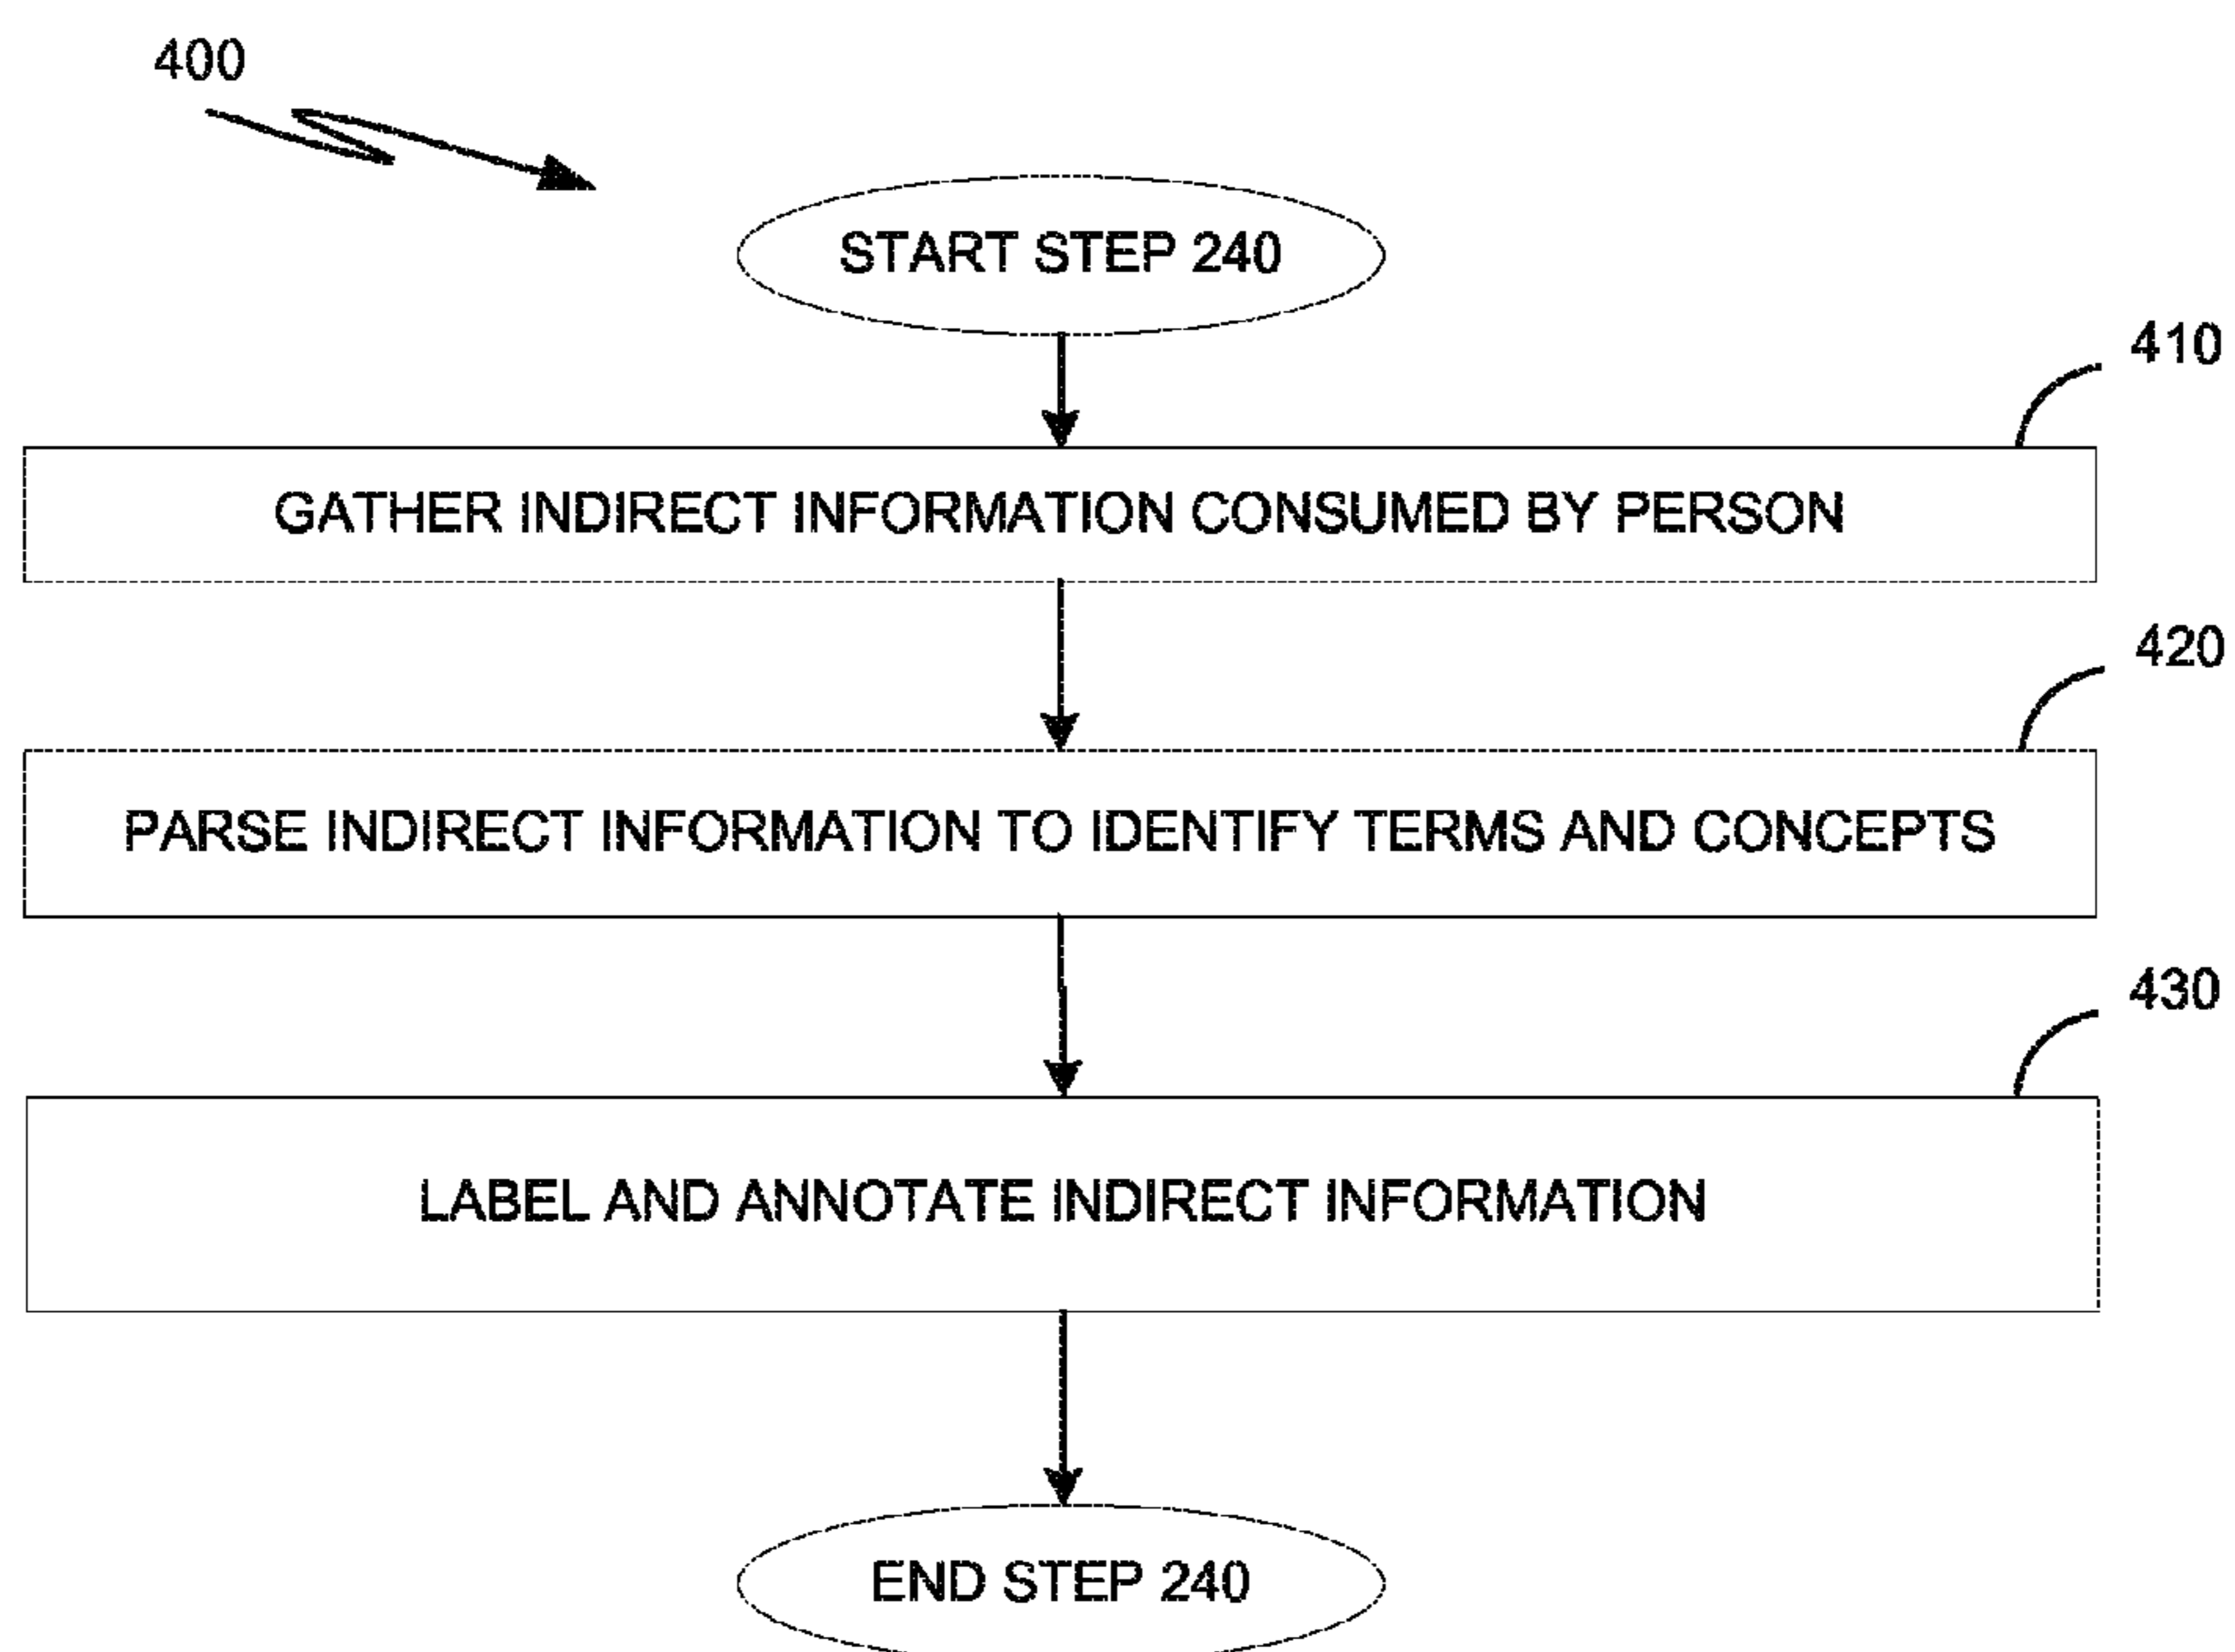 400
START STEP 240
410
GATHER INDIRECT INFORMATION CONSUMED BY PERSON
420
PARSE INDIRECT INFORMATION TO IDENTIFY TERMS AND CONCEPTS
430
LABEL AND ANNOTATE INDIRECT INFORMATION
END STEP 240